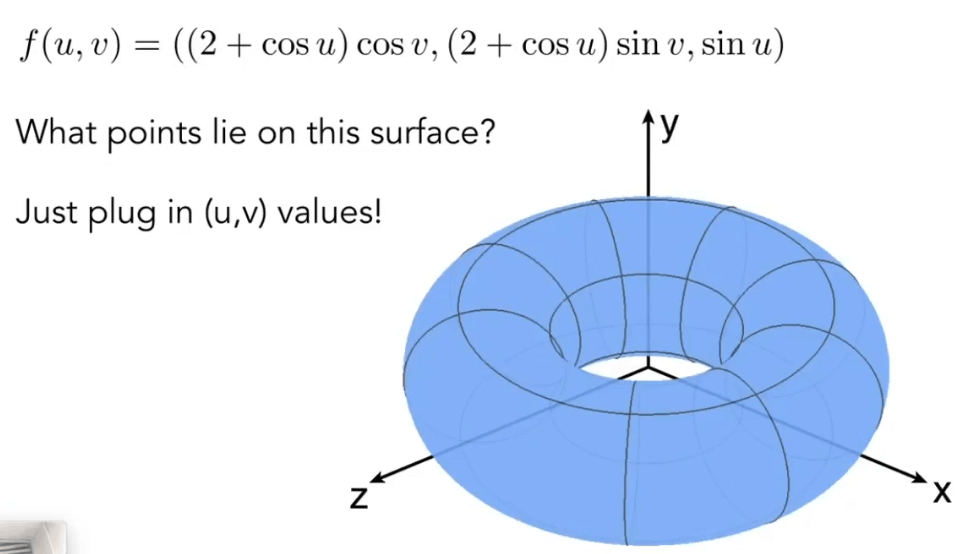 f(u, v) = ((2 + cos u) cos v, (2 + cos u) sin v, sin u)
What points lie on this surface?
Just plug in (u,v) values!
y
z
x